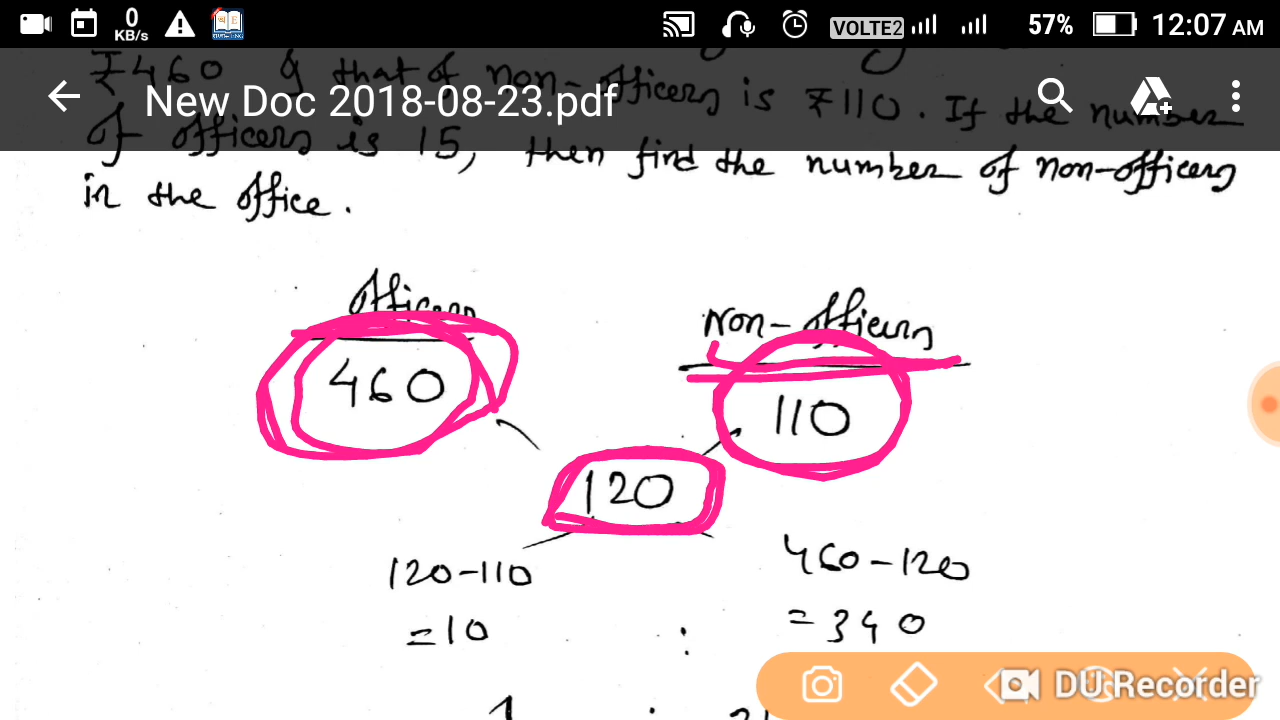 0
KB/s
VOLTE2
57%
12:07 AM
₹460 & that of non-officers is ₹110. If the number
New Doc 2018-08-23.pdf
of officers is 15, then find the number of non-officers
in the office.
officers
Non-officers
460
110
120
120-110
460-120
=10 : =340
1 :
DU Recorder